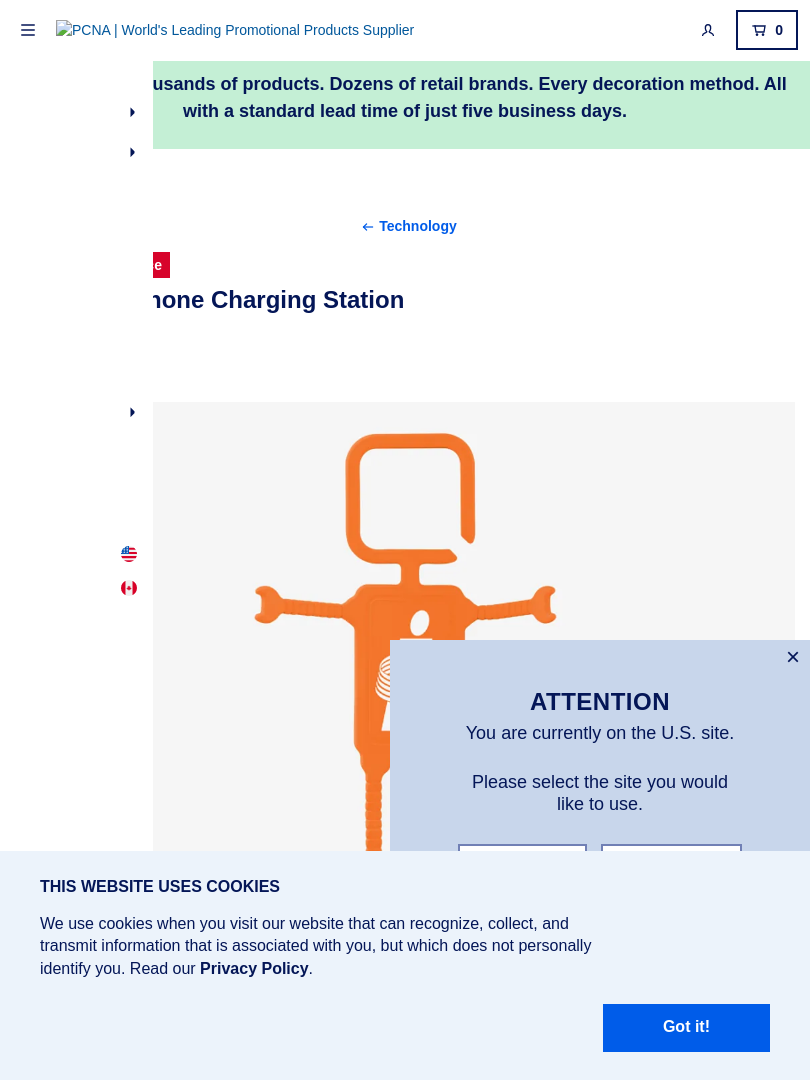 PCNA | World's Leading Promotional Products Supplier
0
of products. Dozens of retail brands. Every decoration method. All
with a standard lead time of just five business days.
Technology
Charging Station
ATTENTION
You are currently on the U.S. site.
Please select the site you would
like to use.
THIS WEBSITE USES COOKIES
We use cookies when you visit our website that can recognize, collect, and
transmit information that is associated with you, but which does not personally
identify you. Read our Privacy Policy.
Got it!